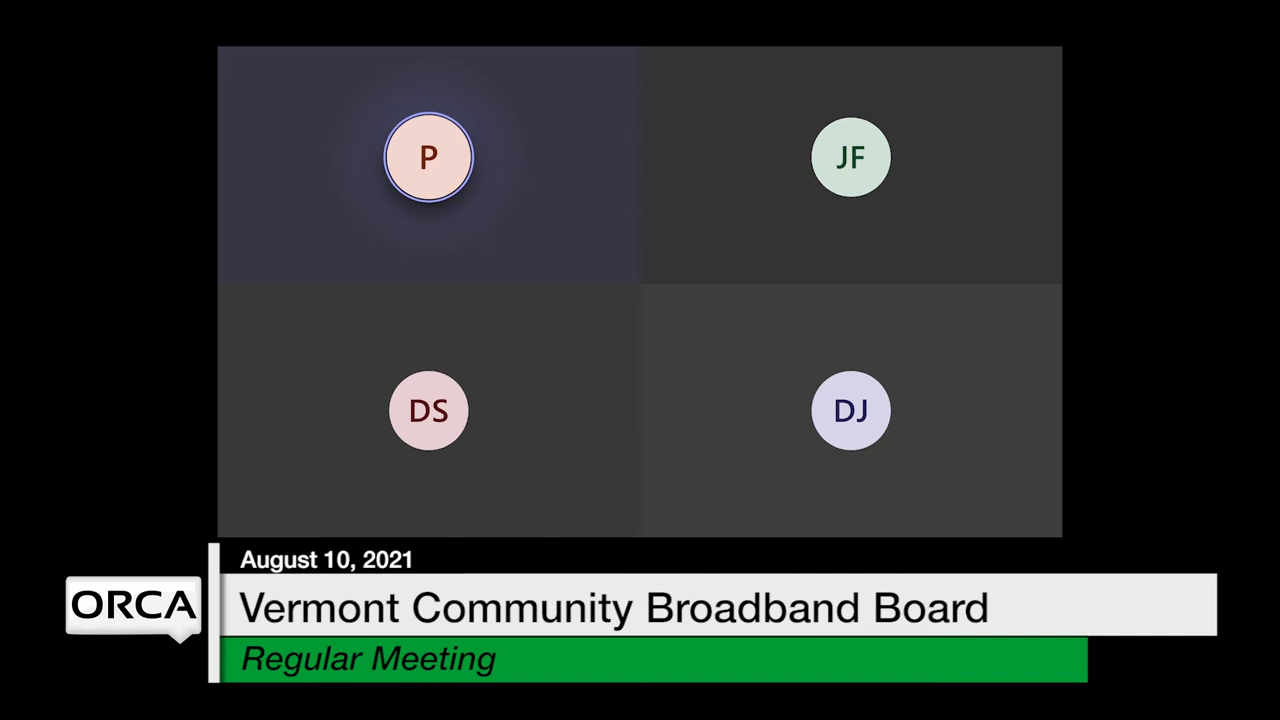 P
JF
DS
DJ
August 10, 2021
ORCA
Vermont Community Broadband Board
Regular Meeting